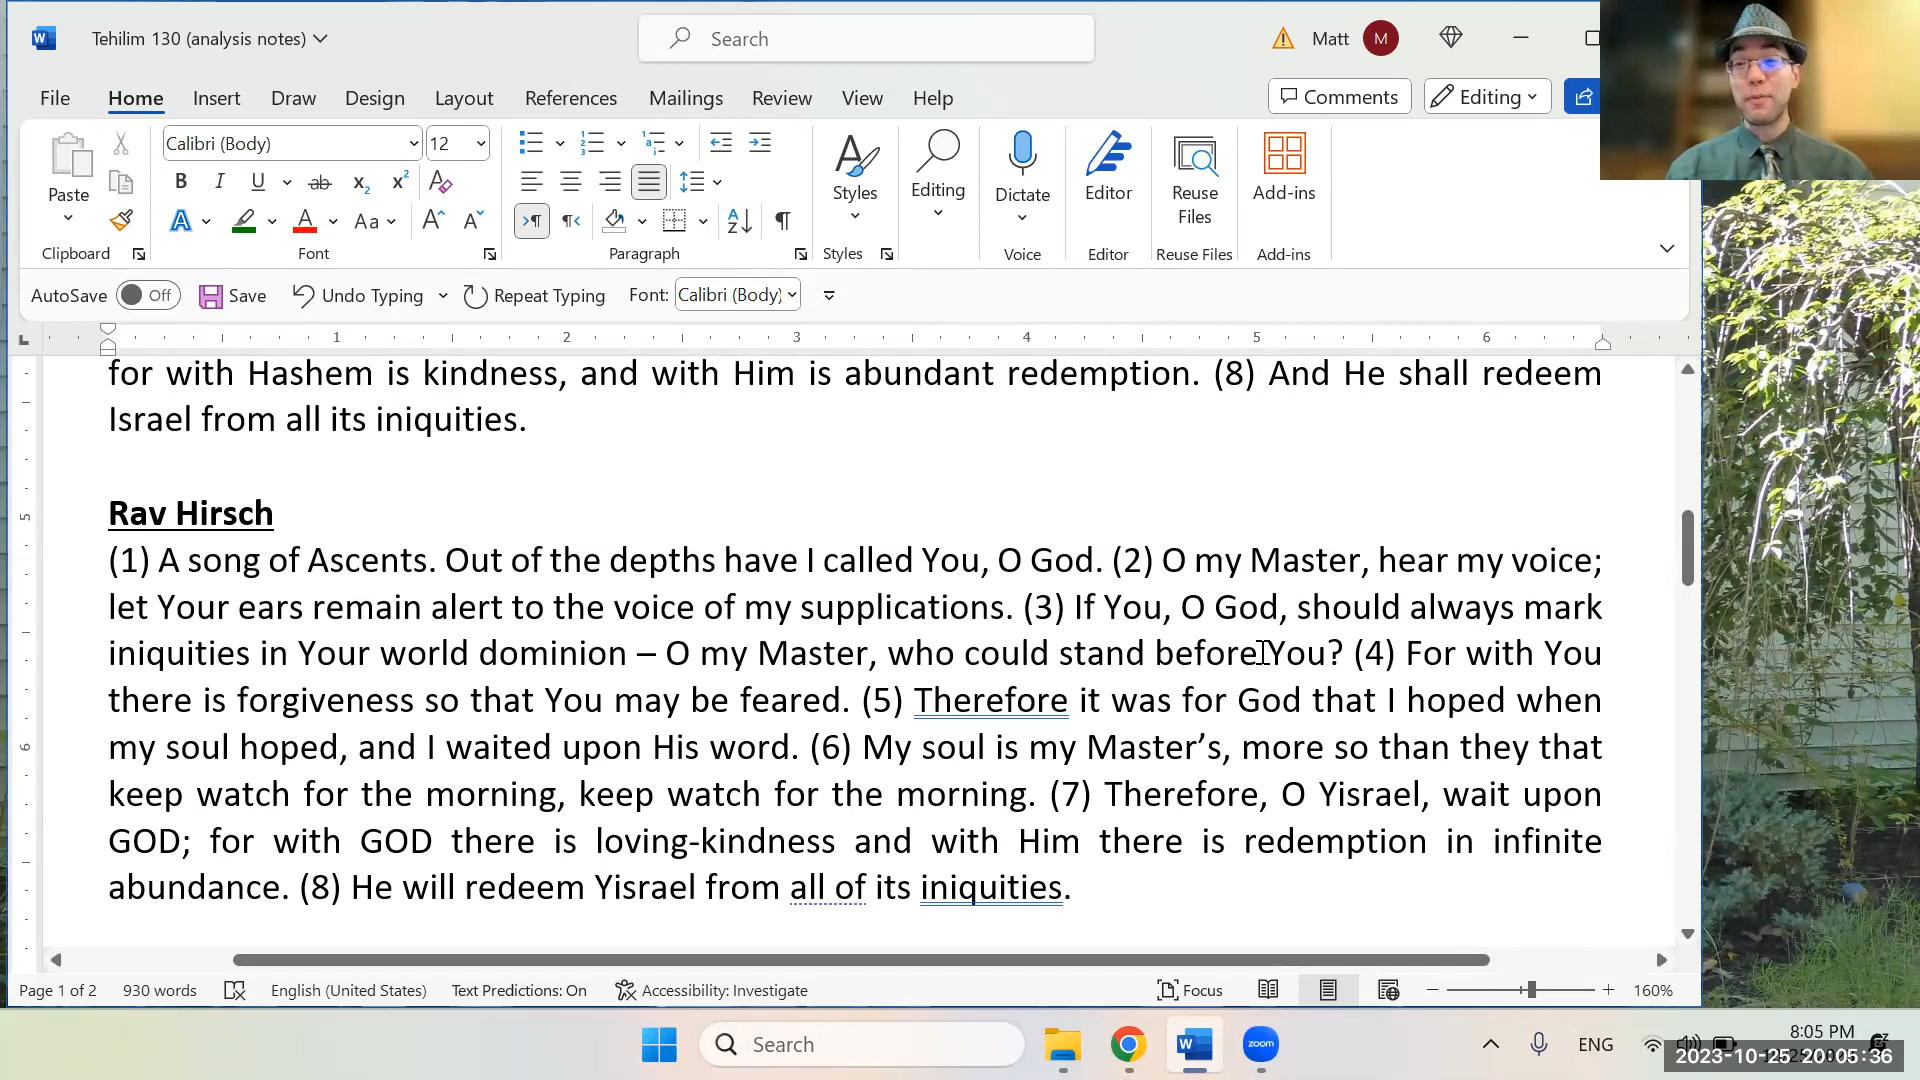 Tehilim 130 (analysis notes)
Search
Matt
M
File Home Insert Draw Design Layout References Mailings Review View Help
Comments
Editing
Calibri (Body)
12
Paste
Styles
Editing
Dictate
Editor
Reuse
Files
Add-ins
Clipboard
Font
Paragraph
Styles
Voice
Editor
Reuse Files
Add-ins
AutoSave Off Save Undo Typing Repeat Typing Font: Calibri (Body)
1 2 3 4 5 6
for with Hashem is kindness, and with Him is abundant redemption. (8) And He shall redeem
Israel from all its iniquities.
Rav Hirsch
(1) A song of Ascents. Out of the depths have I called You, O God. (2) O my Master, hear my voice;
let Your ears remain alert to the voice of my supplications. (3) If You, O God, should always mark
iniquities in Your world dominion – O my Master, who could stand before You? (4) For with You
there is forgiveness so that You may be feared. (5) Therefore it was for God that I hoped when
my soul hoped, and I waited upon His word. (6) My soul is my Master’s, more so than they that
keep watch for the morning, keep watch for the morning. (7) Therefore, O Yisrael, wait upon
GOD; for with GOD there is loving-kindness and with Him there is redemption in infinite
abundance. (8) He will redeem Yisrael from all of its iniquities.
5
6
Page 1 of 2 930 words English (United States) Text Predictions: On Accessibility: Investigate Focus 160%
Search
zoom
ENG
8:05 PM
2023-10-25 20:05:36